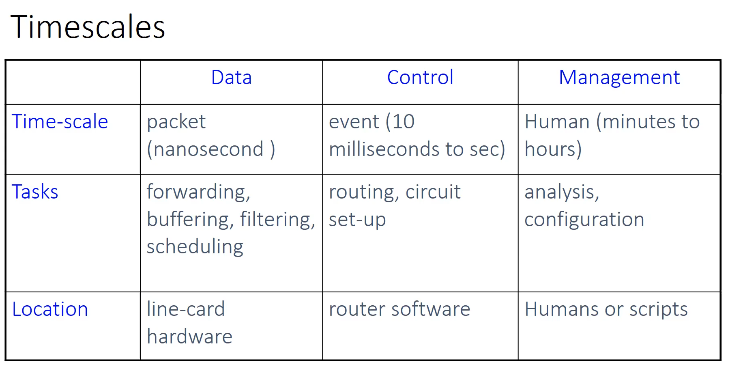 Timescales
Data Control Management
Time-scale packet (nanosecond ) event (10 milliseconds to sec) Human (minutes to hours)
Tasks forwarding, buffering, filtering, scheduling routing, circuit set-up analysis, configuration
Location line-card hardware router software Humans or scripts